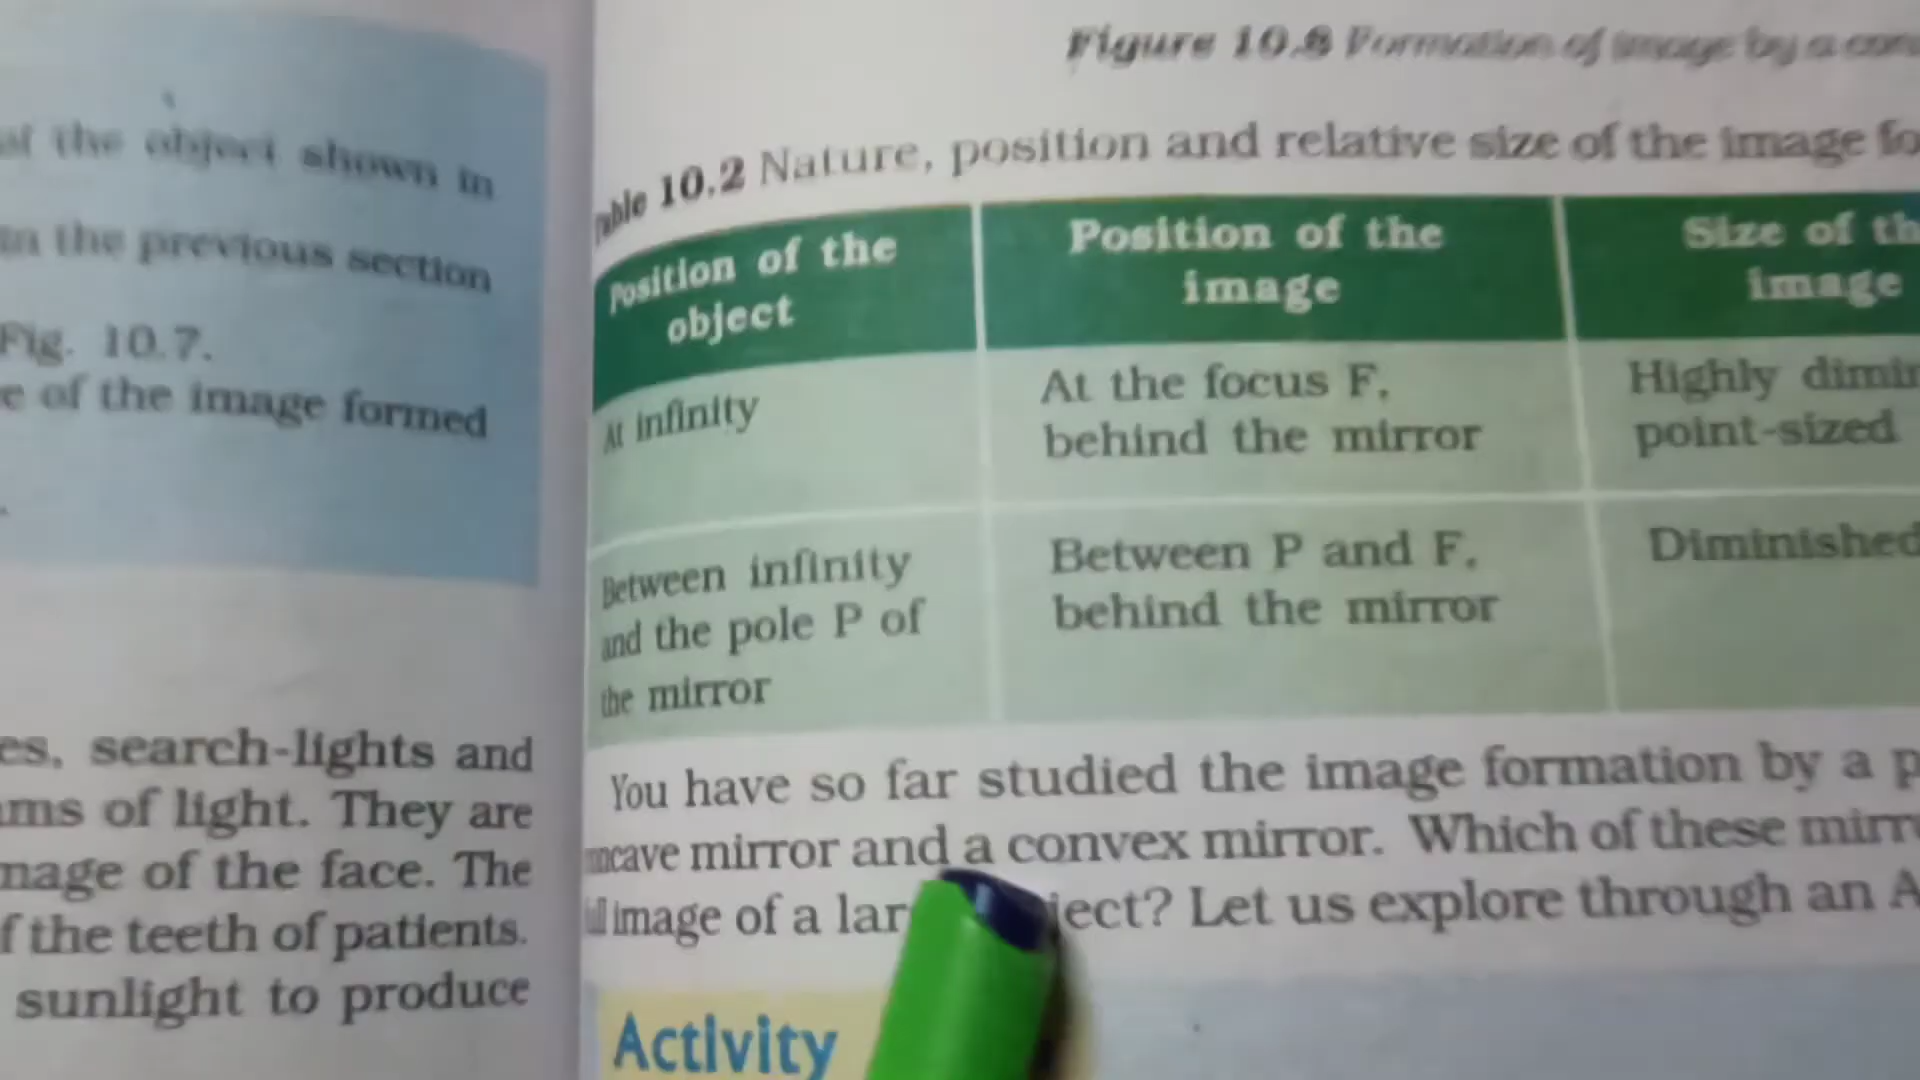 of the object shown in
in the previous section
Fig. 10.7.
e of the image formed
es, search-lights and
ms of light. They are
mage of the face. The
f the teeth of patients.
sunlight to produce
Figure 10.8 Formation of image by a con
Table 10.2 Nature, position and relative size of the image fo
Position of the object
Position of the image
Size of th
image
At infinity
At the focus F,
behind the mirror
Highly dimin
point-sized
Between infinity
and the pole P of
the mirror
Between P and F,
behind the mirror
Diminished
You have so far studied the image formation by a p
ncave mirror and a convex mirror. Which of these mirr
ll image of a lar ject? Let us explore through an A
Activity